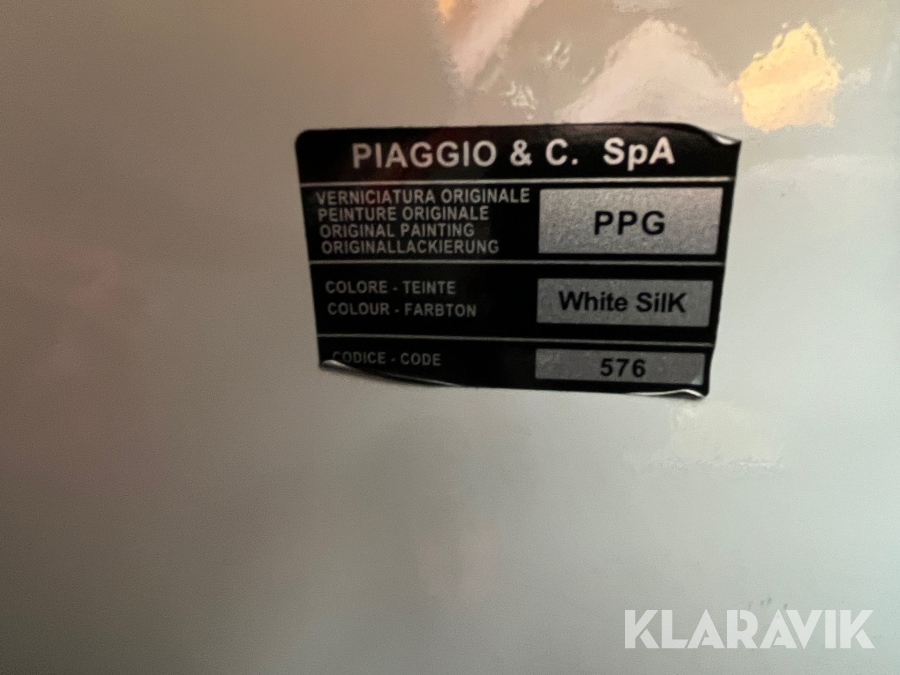 PIAGGIO & C. SpA
VERNICIATURA ORIGINALE
PEINTURE ORIGINALE
ORIGINAL PAINTING
ORIGINALLACKIERUNG
PPG
COLORE - TEINTE
COLOUR - FARBTON
White SilK
CODICE - CODE
576
KLARAVIK